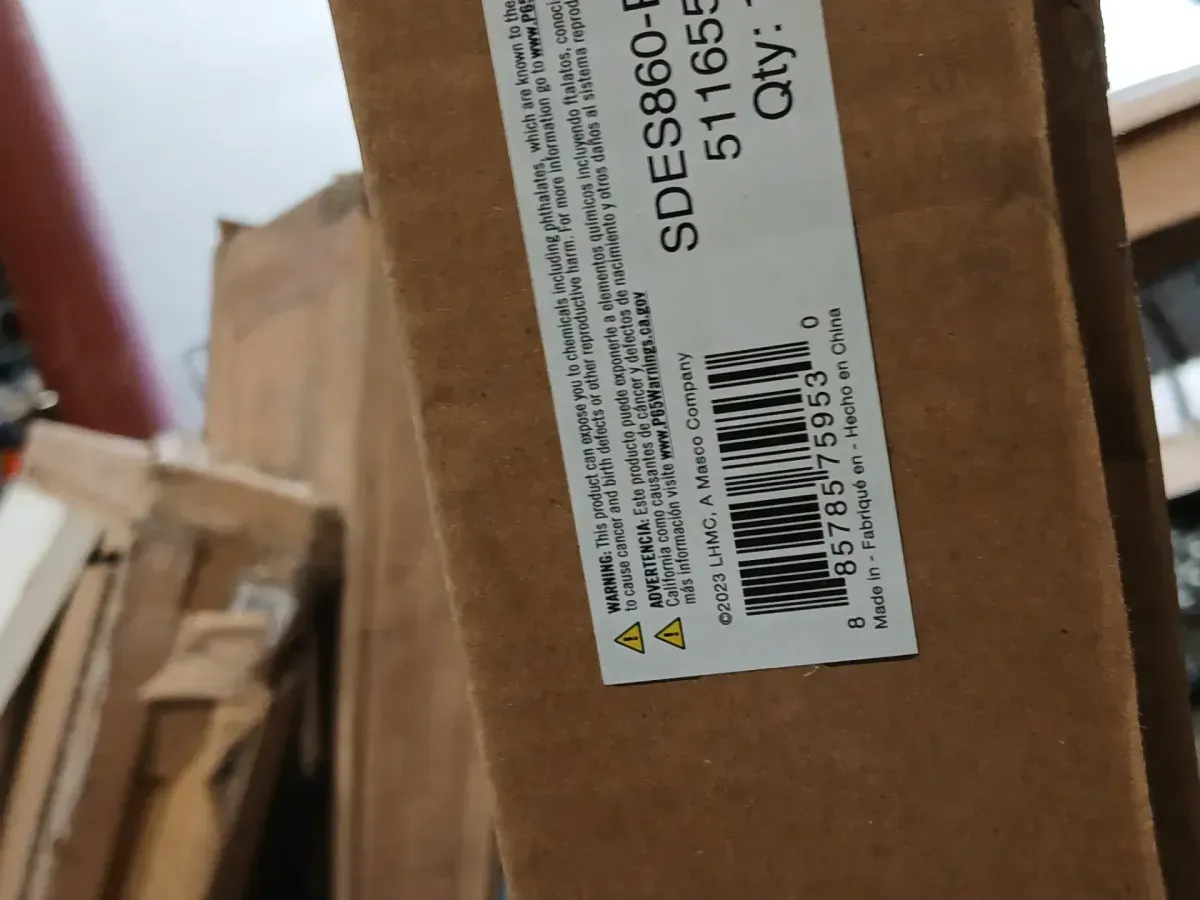 WARNING: This product can expose you to chemicals including phthalates, which are known to the
to cause cancer and birth defects or other reproductive harm. For more information go to www.P65
ADVERTENCIA: Este producto puede exponerle a elementos químicos incluyendo ftalatos, conoci
California como causantes de cáncer y defectos de nacimiento y otros daños al sistema reprod
más información visite www.P65Warnings.ca.gov
SDES860-
51165
Qty:
©2023 LHMC, A Masco Company
8 85785 75953 0
Made in - Fabriqué en - Hecho en China